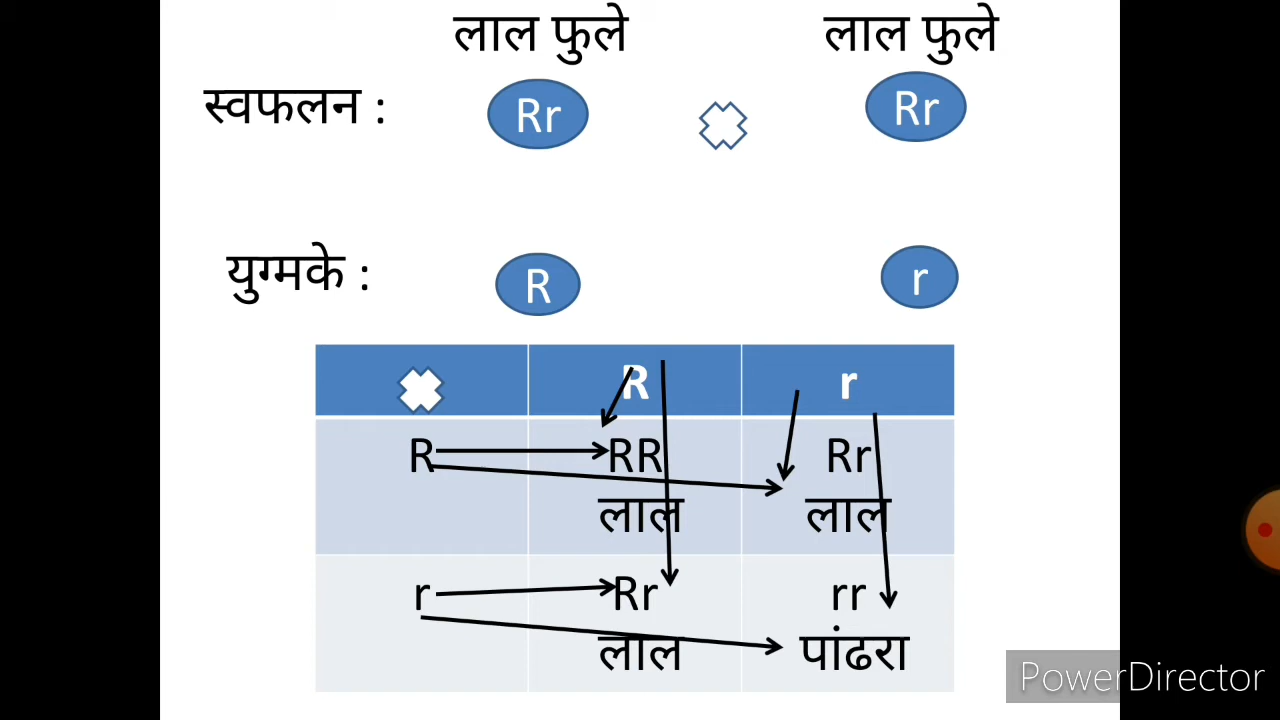 लाल फुले लाल फुले
स्वफलन : Rr Rr
युग्मके : R r
R r
R RR Rr
लाल लाल
r Rr rr
लाल पांढरा
PowerDirector